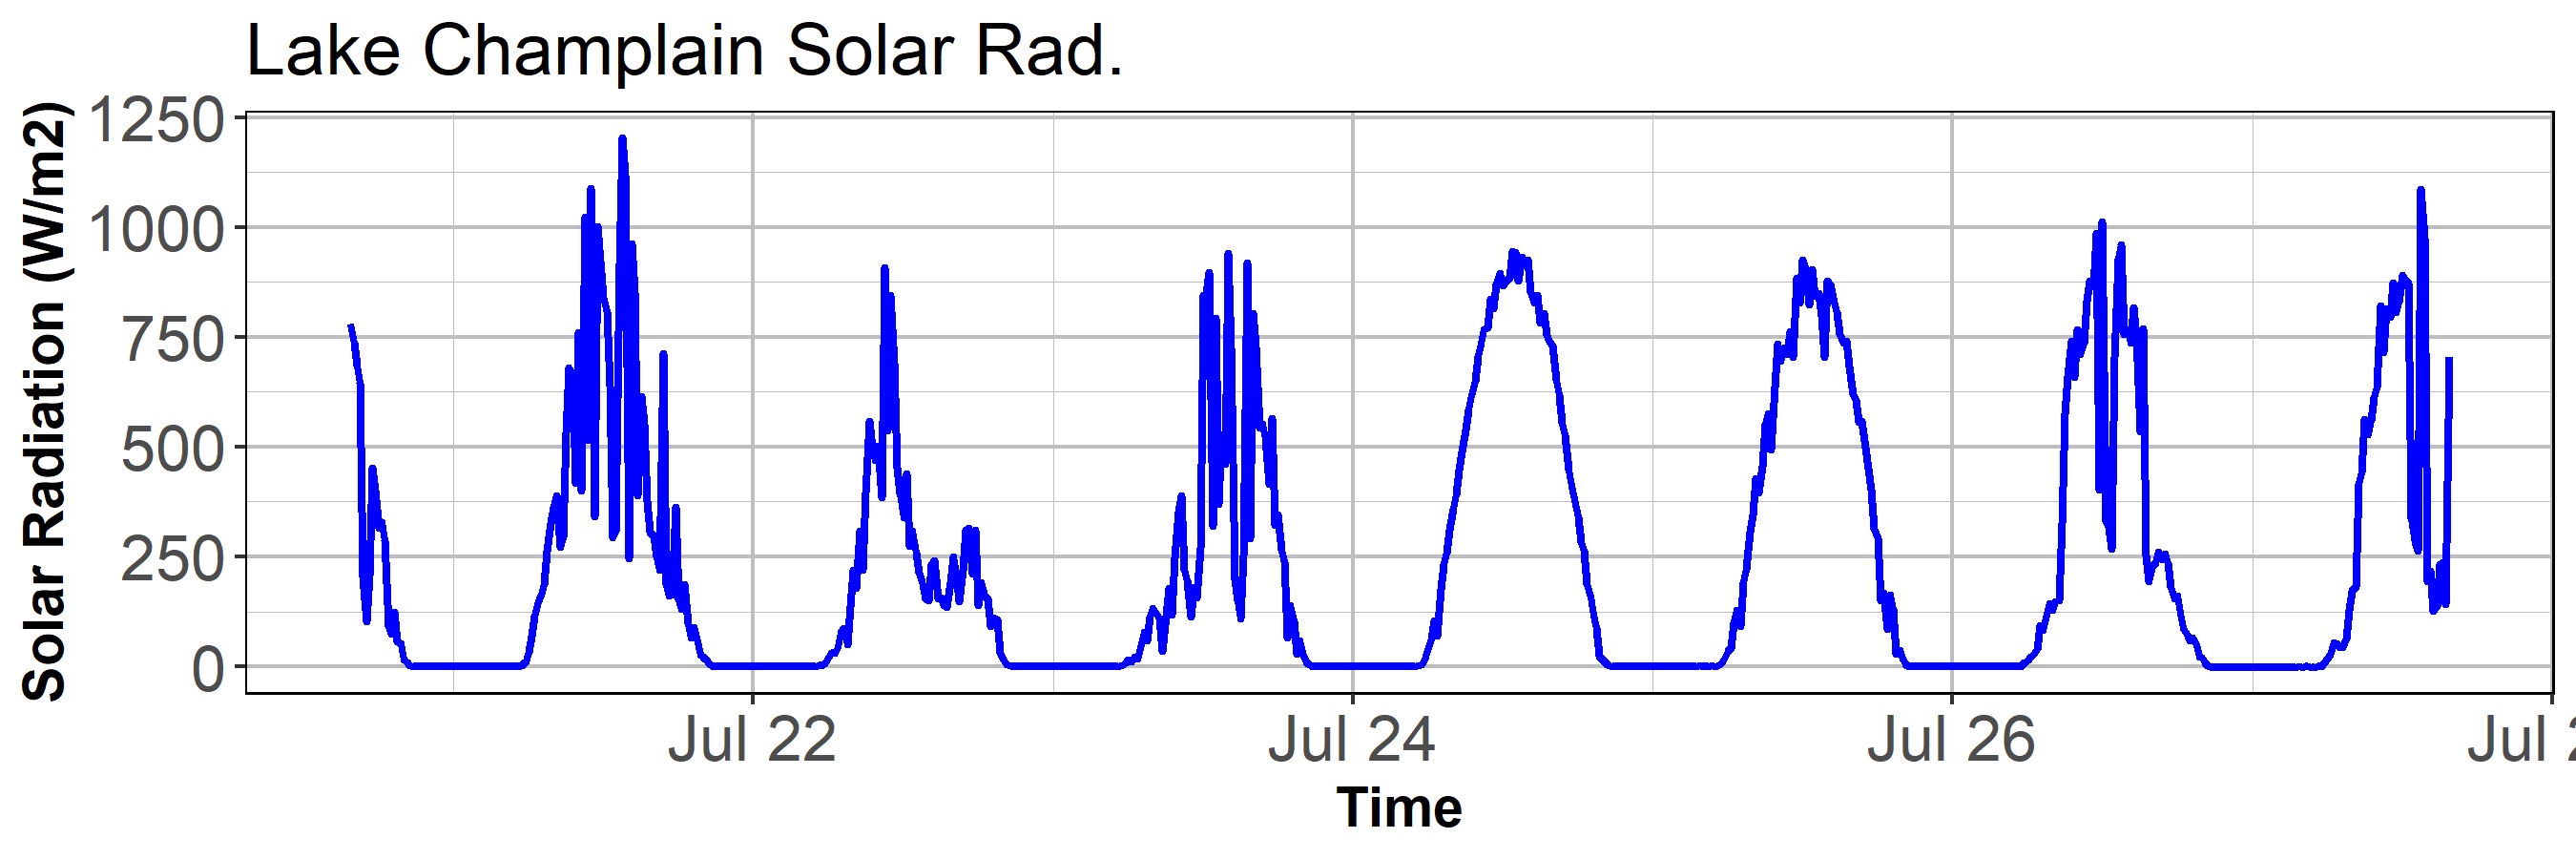 Lake Champlain Solar Rad.
Solar Radiation (W/m2)
1250
1000
750
500
250
0
Jul 22
Jul 24
Jul 26
Jul
Time